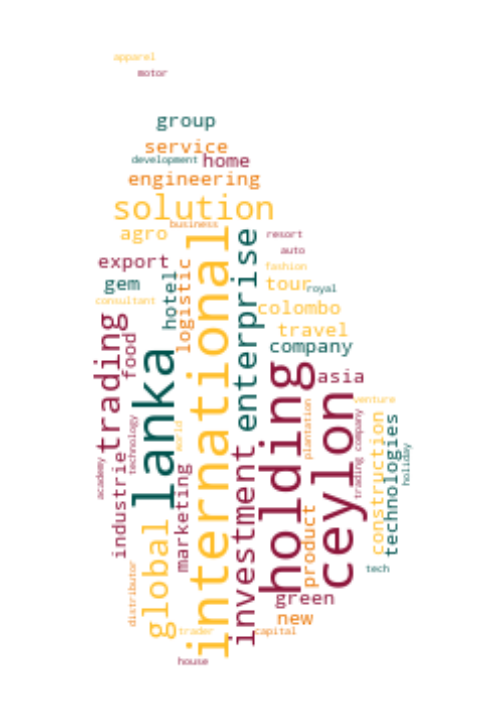 apparel
motor
group
service
development
home
engineering
solution
business
agro
international
enterprise
resort
auto
export
fashion
gem
hotel
logistic
tour
royal
consultant
colombo
trading
food
travel
company
lanka
holding
asia
ceylon
venture
world
plantation
trading company
construction
technologies
holiday
technology
academy
industrie
marketing
investment
product
global
distributor
tech
green
new
trader
capital
house